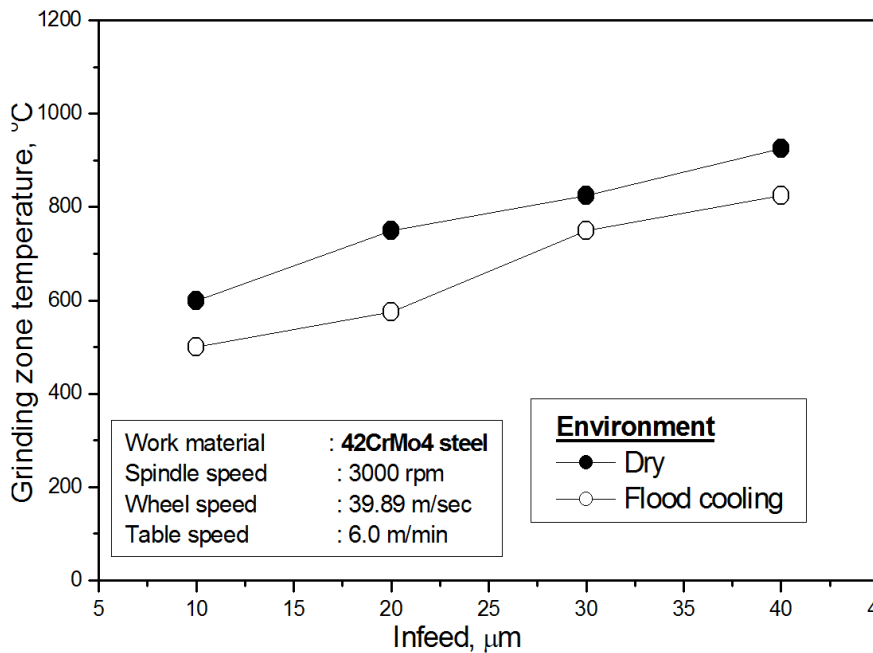 1200
1000
800
600
400
200
0
Grinding zone temperature, °C
Work material : 42CrMo4 steel
Spindle speed : 3000 rpm
Wheel speed : 39.89 m/sec
Table speed : 6.0 m/min
Environment
Dry
Flood cooling
5 10 15 20 25 30 35 40
Infeed, μm